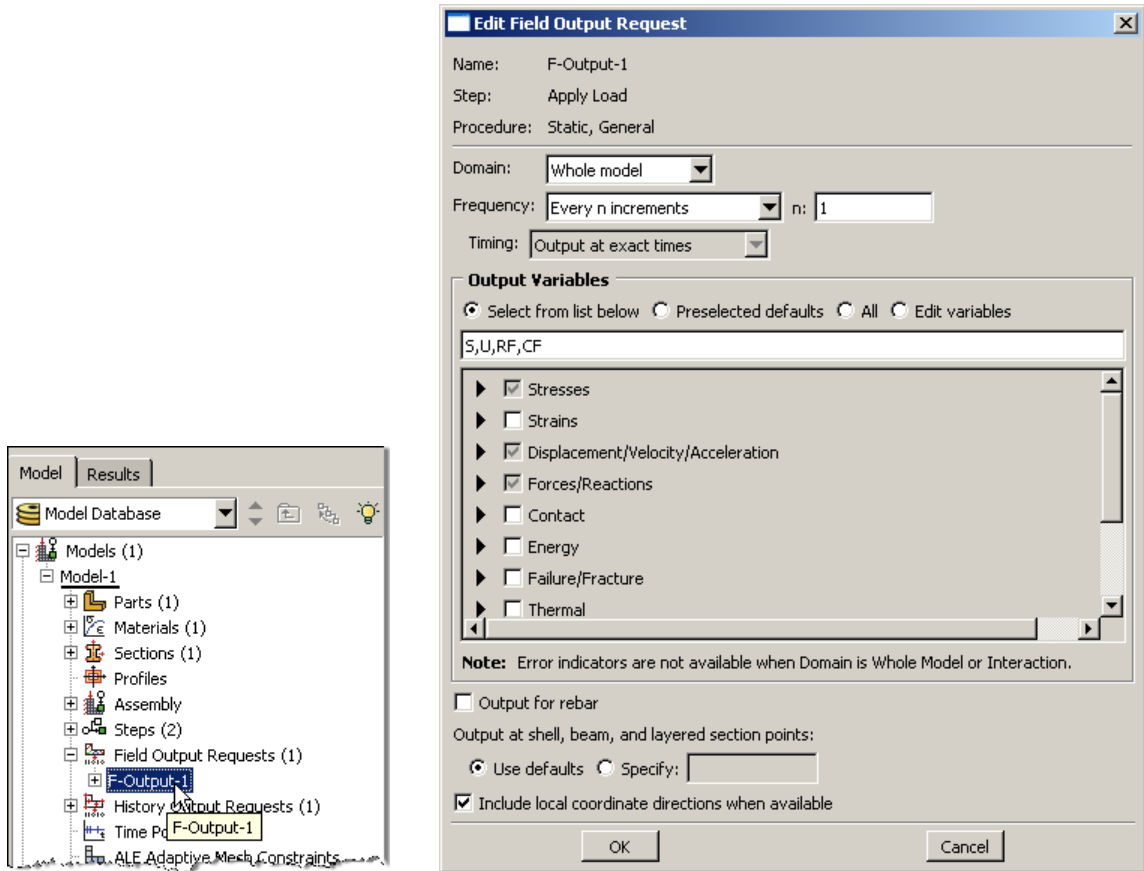 Edit Field Output Request
Name: F-Output-1
Step: Apply Load
Procedure: Static, General
Domain: Whole model
Frequency: Every n increments n: 1
Timing: Output at exact times
Output Variables
Select from list below Preselected defaults All Edit variables
S,U,RF,CF
Stresses
Strains
Displacement/Velocity/Acceleration
Forces/Reactions
Contact
Energy
Failure/Fracture
Thermal
Note: Error indicators are not available when Domain is Whole Model or Interaction.
Output for rebar
Output at shell, beam, and layered section points:
Use defaults Specify:
Include local coordinate directions when available
OK Cancel
Model Results
Model Database
Models (1)
Model-1
Parts (1)
Materials (1)
Sections (1)
Profiles
Assembly
Steps (2)
Field Output Requests (1)
F-Output-1
History Output Requests (1)
Time Po
F-Output-1
ALE Adaptive Mesh Constraints